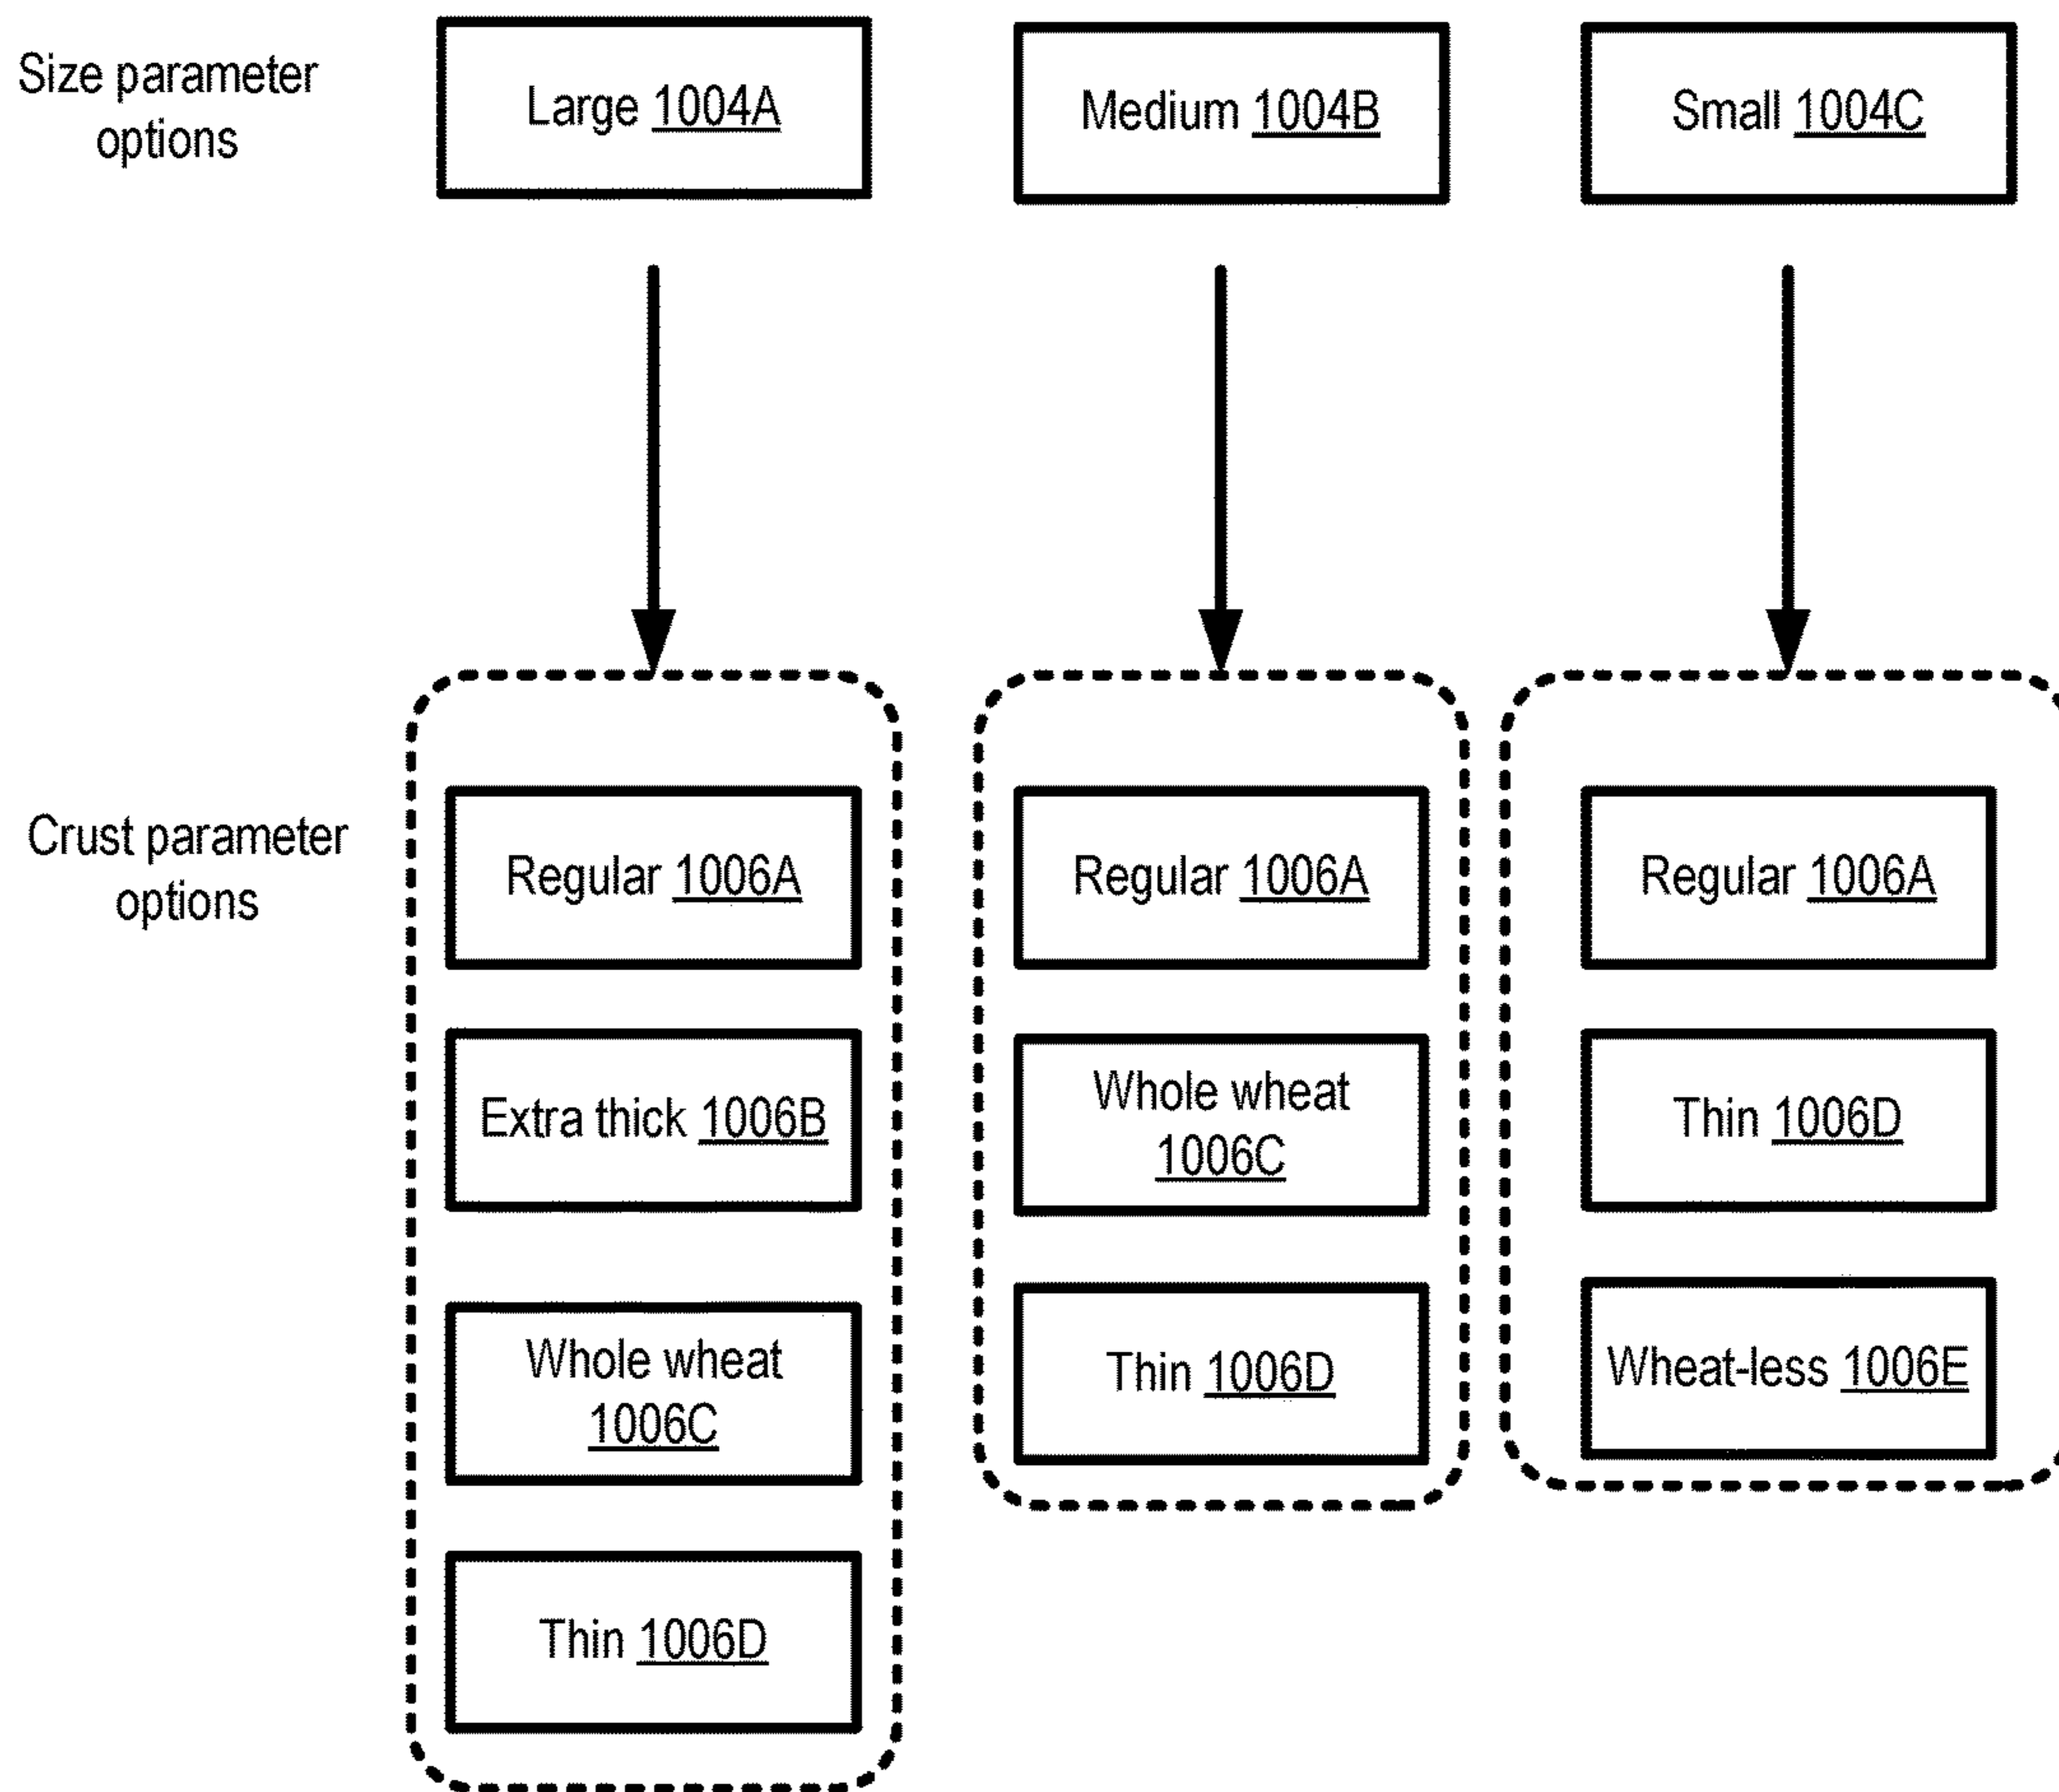 Size parameter
options
Large 1004A
Medium 1004B
Small 1004C
Crust parameter
options
Regular 1006A
Extra thick 1006B
Whole wheat
1006C
Thin 1006D
Regular 1006A
Whole wheat
1006C
Thin 1006D
Regular 1006A
Thin 1006D
Wheat-less 1006E